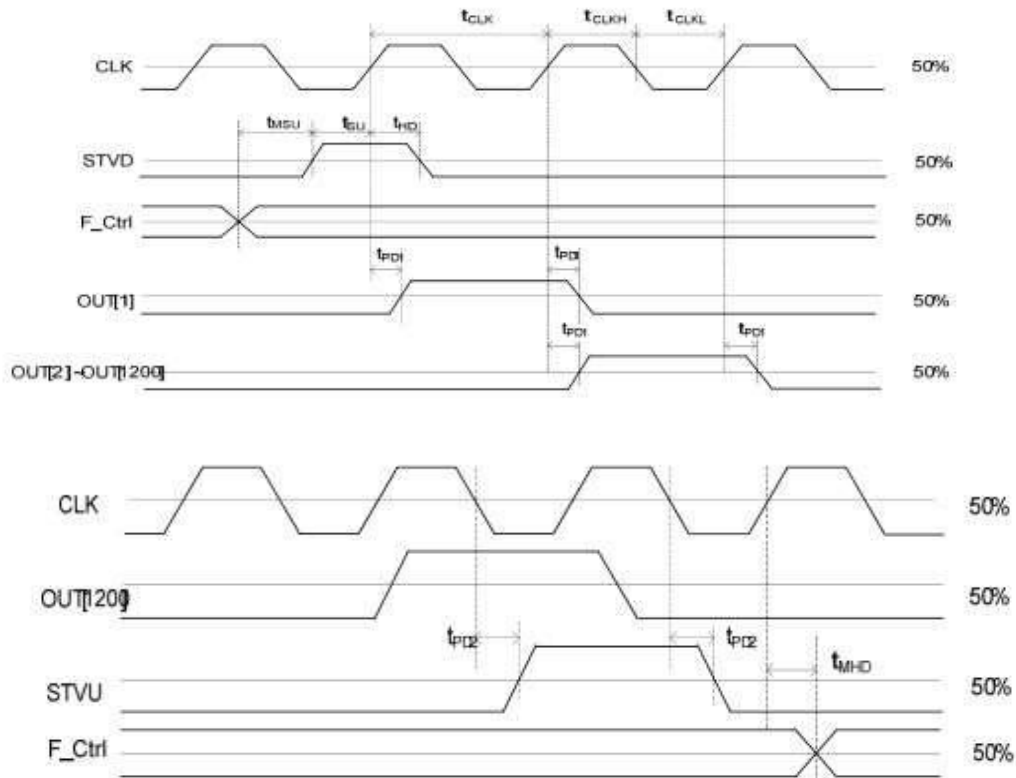 tCLK tCLKH tCLKL
CLK 50%
tMSU tSU tHD
STVD 50%
F_Ctrl 50%
tPD1 tPD1
OUT[1] 50%
tPD1 tPD1
OUT[2]~OUT[1200] 50%
CLK 50%
OUT[1200] 50%
tPD2 tPD2 tMHD
STVU 50%
F_Ctrl 50%